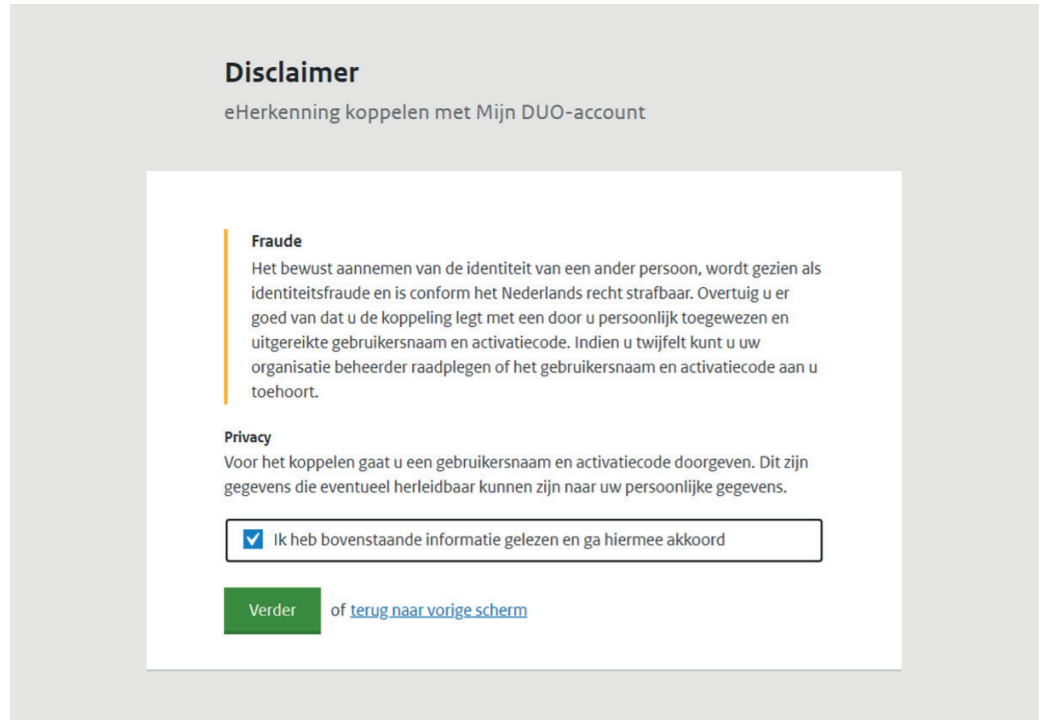 Disclaimer
eHerkenning koppelen met Mijn DUO-account
Fraude
Het bewust aannemen van de identiteit van een ander persoon, wordt gezien als
identiteitsfraude en is conform het Nederlands recht strafbaar. Overtuig u er
goed van dat u de koppeling legt met een door u persoonlijk toegewezen en
uitgereikte gebruikersnaam en activatiecode. Indien u twijfelt kunt u uw
organisatie beheerder raadplegen of het gebruikersnaam en activatiecode aan u
toehoort.
Privacy
Voor het koppelen gaat u een gebruikersnaam en activatiecode doorgeven. Dit zijn
gegevens die eventueel herleidbaar kunnen zijn naar uw persoonlijke gegevens.
Ik heb bovenstaande informatie gelezen en ga hiermee akkoord
Verder of terug naar vorige scherm